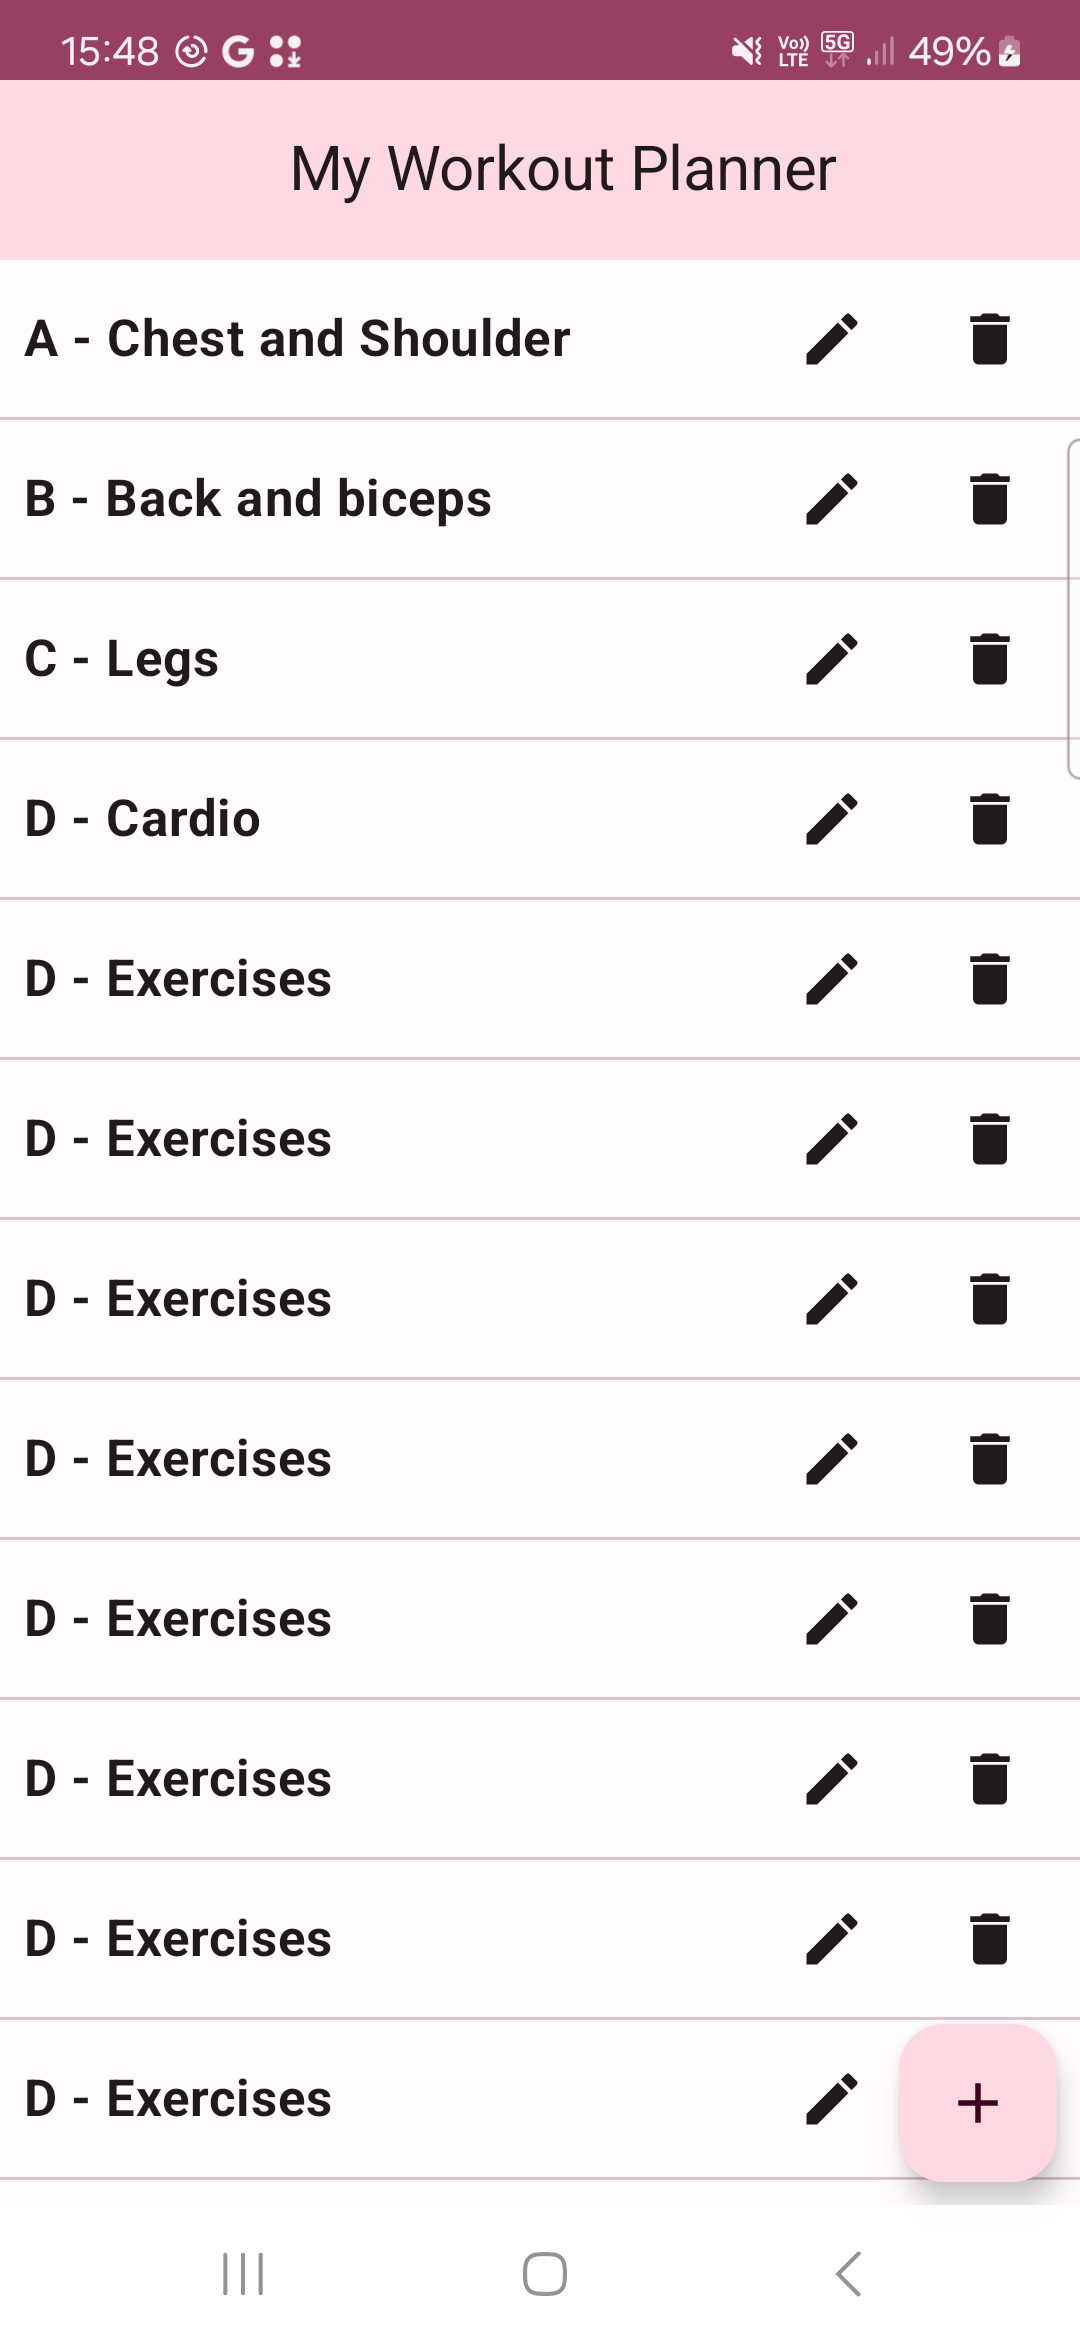 15:48 G Vo)) LTE 5G 49%
My Workout Planner
A - Chest and Shoulder
B - Back and biceps
C - Legs
D - Cardio
D - Exercises
D - Exercises
D - Exercises
D - Exercises
D - Exercises
D - Exercises
D - Exercises
D - Exercises